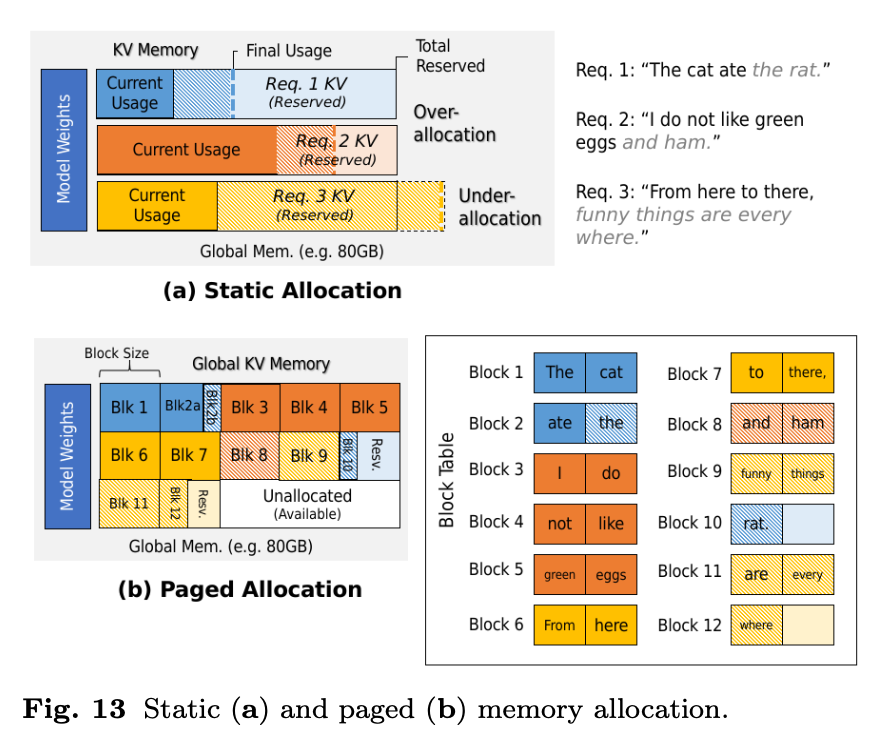 KV Memory
Final Usage
Total
Reserved
Model Weights
Current
Usage
Req. 1 KV
(Reserved)
Over-
allocation
Current Usage
Req. 2 KV
(Reserved)
Current
Usage
Req. 3 KV
(Reserved)
Under-
allocation
Global Mem. (e.g. 80GB)
(a) Static Allocation
Req. 1: “The cat ate the rat.”
Req. 2: “I do not like green
eggs and ham.”
Req. 3: “From here to there,
funny things are every
where.”
Block Size
Global KV Memory
Model Weights
Blk 1
Blk2a
Blk2b
Blk 3
Blk 4
Blk 5
Blk 6
Blk 7
Blk 8
Blk 9
Blk 10
Resv.
Blk 11
Blk 12
Resv.
Unallocated
(Available)
Global Mem. (e.g. 80GB)
(b) Paged Allocation
Block Table
Block 1 The cat
Block 2 ate the
Block 3 I do
Block 4 not like
Block 5 green eggs
Block 6 From here
Block 7 to there,
Block 8 and ham
Block 9 funny things
Block 10 rat.
Block 11 are every
Block 12 where
Fig. 13 Static (a) and paged (b) memory allocation.